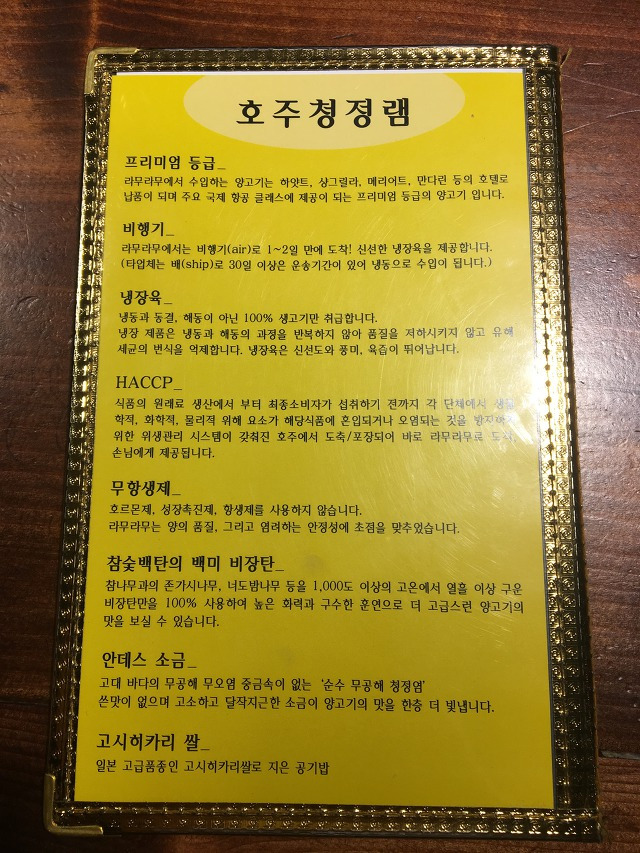 호주청정램
프리미엄 등급_
라무라무에서 수입하는 양고기는 하얏트, 샹그릴라, 메리어트, 만다린 등의 호텔로
납품이 되며 주요 국제 항공 클래스에 제공이 되는 프리미엄 등급의 양고기 입니다.
비행기_
라무라무에서는 비행기(air)로 1~2일 만에 도착! 신선한 냉장육을 제공합니다.
(타업체는 배(ship)로 30일 이상은 운송기간이 있어 냉동으로 수입이 됩니다.)
냉장육_
냉동과 동결, 해동이 아닌 100% 생고기만 취급합니다.
냉장 제품은 냉동과 해동의 과정을 반복하지 않아 품질을 저하시키지 않고 유해
세균의 번식을 억제합니다. 냉장육은 신선도와 풍미, 육즙이 뛰어납니다.
HACCP_
식품의 원래료 생산에서 부터 최종소비자가 섭취하기 전까지 각 단체에서 생물
학적, 화학적, 물리적 위해 요소가 해당식품에 혼입되거나 오염되는 것을 방지하기
위한 위생관리 시스템이 갖춰진 호주에서 도축/포장되어 바로 라무라무로
손님에게 제공됩니다.
무항생제_
호르몬제, 성장촉진제, 항생제를 사용하지 않습니다.
라무라무는 양의 품질, 그리고 염려하는 안정성에 초점을 맞추었습니다.
참숯백탄의 백미 비장탄_
참나무과의 존가시나무, 너도밤나무 등을 1,000도 이상의 고온에서 열흘 이상 구운
비장탄만을 100% 사용하여 높은 화력과 구수한 훈연으로 더 고급스런 양고기의
맛을 보실 수 있습니다.
안데스 소금_
고대 바다의 무공해 무오염 중금속이 없는 ‘순수 무공해 청정염’
쓴맛이 없으며 고소하고 달작지근한 소금이 양고기의 맛을 한층 더 빛냅니다.
고시히카리 쌀_
일본 고급품종인 고시히카리쌀로 지은 공기밥